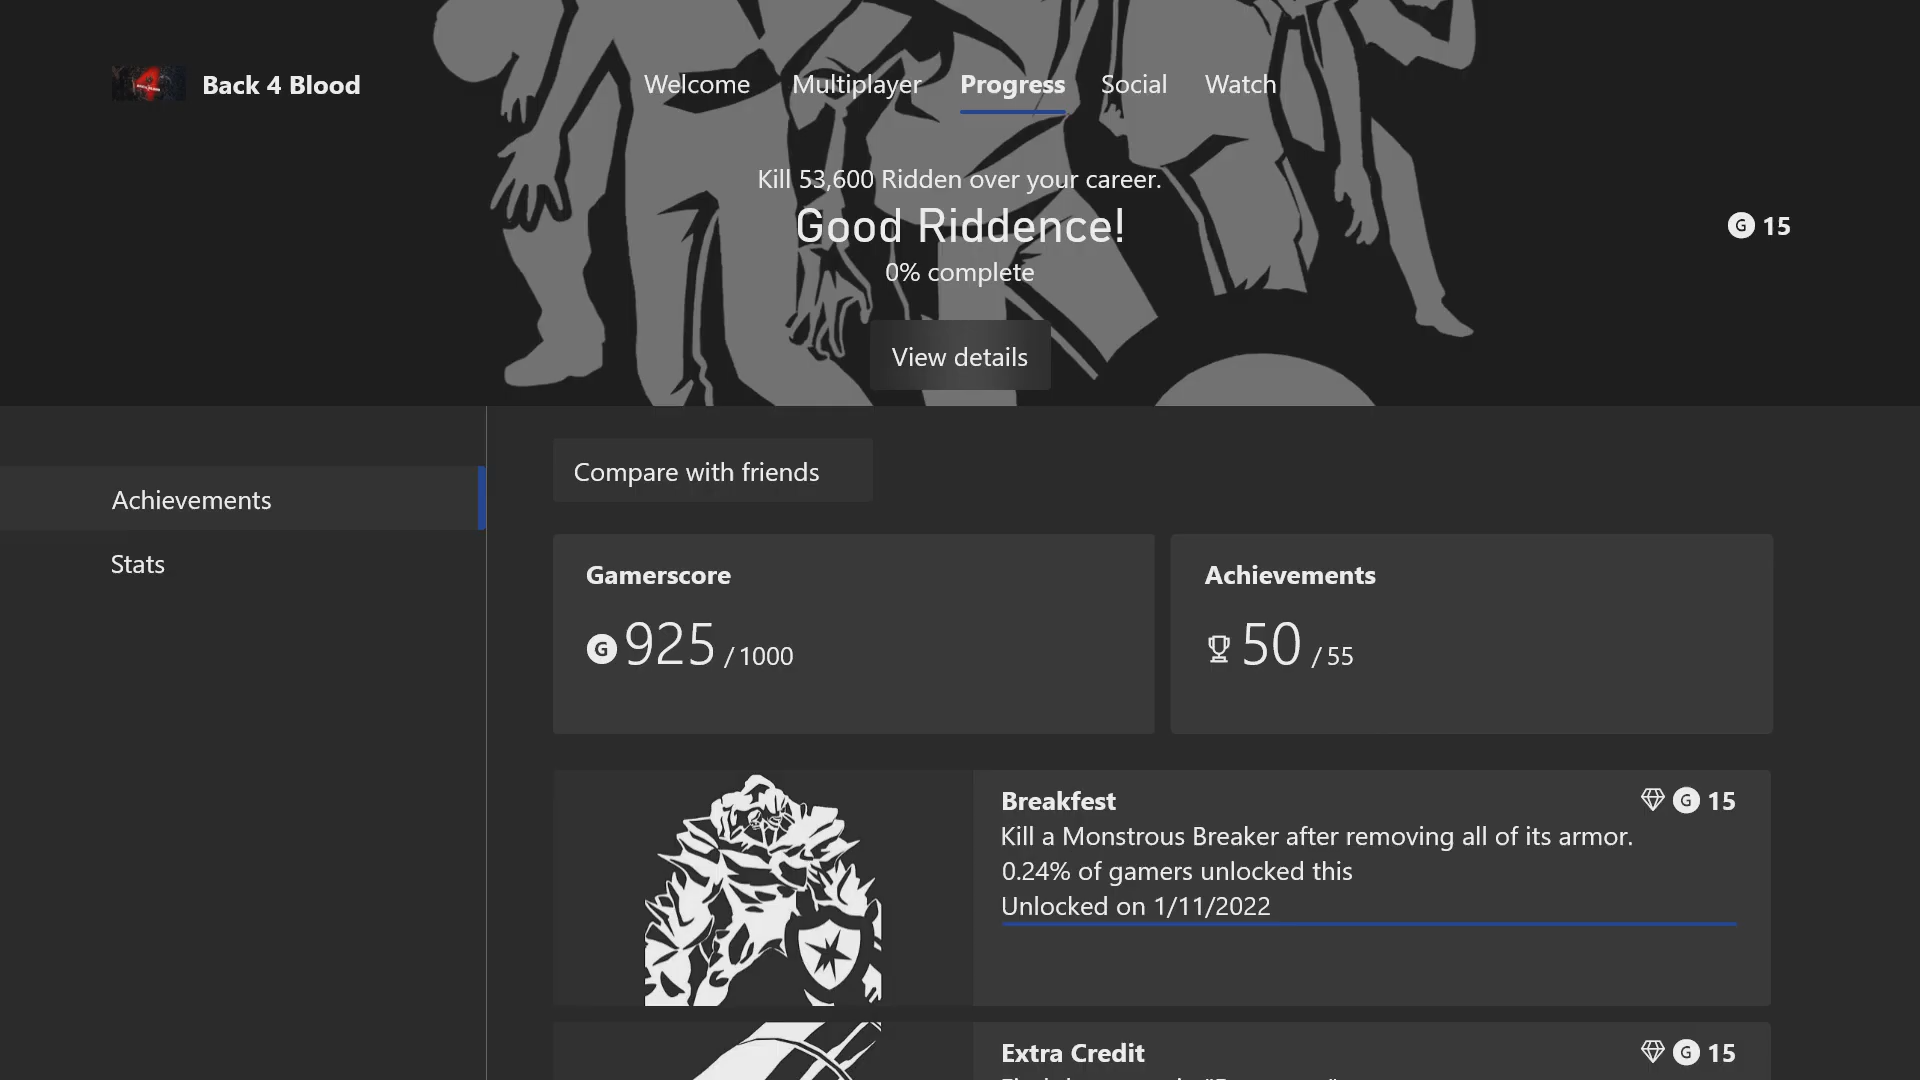 Back 4 Blood
Welcome Multiplayer Progress Social Watch
Kill 53,600 Ridden over your career.
Good Riddence!
0% complete
G 15
View details
Achievements
Stats
Compare with friends
Gamerscore
G 925 / 1000
Achievements
50 / 55
Breakfest
G 15
Kill a Monstrous Breaker after removing all of its armor.
0.24% of gamers unlocked this
Unlocked on 1/11/2022
Extra Credit
G 15